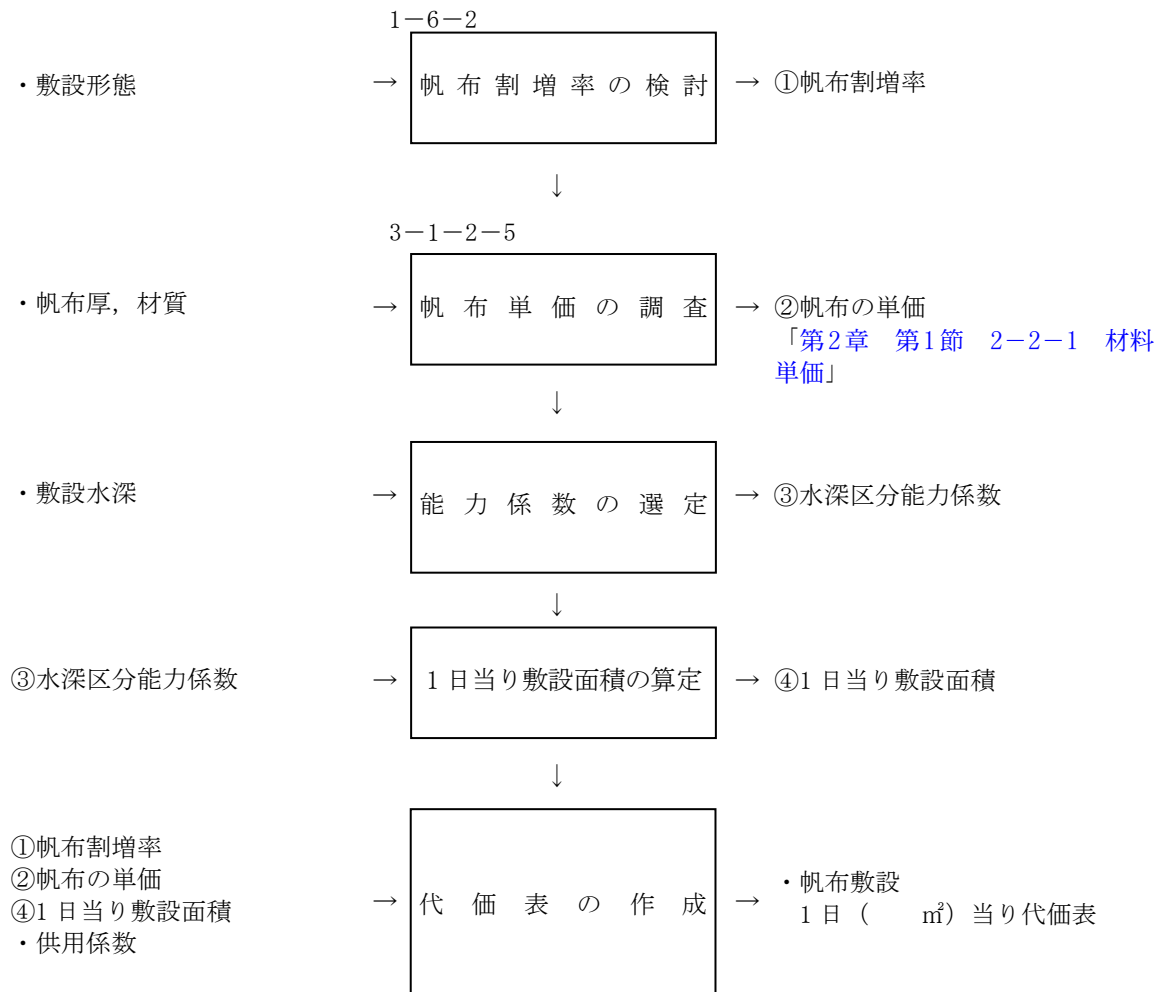 1-6-2
・敷設形態 → 帆布割増率の検討 → ①帆布割増率
↓
3-1-2-5
・帆布厚,材質 → 帆布単価の調査 → ②帆布の単価
「第2章 第1節 2-2-1 材料
単価」
↓
・敷設水深 → 能力係数の選定 → ③水深区分能力係数
↓
③水深区分能力係数 → 1日当り敷設面積の算定 → ④1日当り敷設面積
↓
①帆布割増率
②帆布の単価
④1日当り敷設面積
・供用係数
→ 代価表の作成 →
・帆布敷設
1日( ㎡)当り代価表